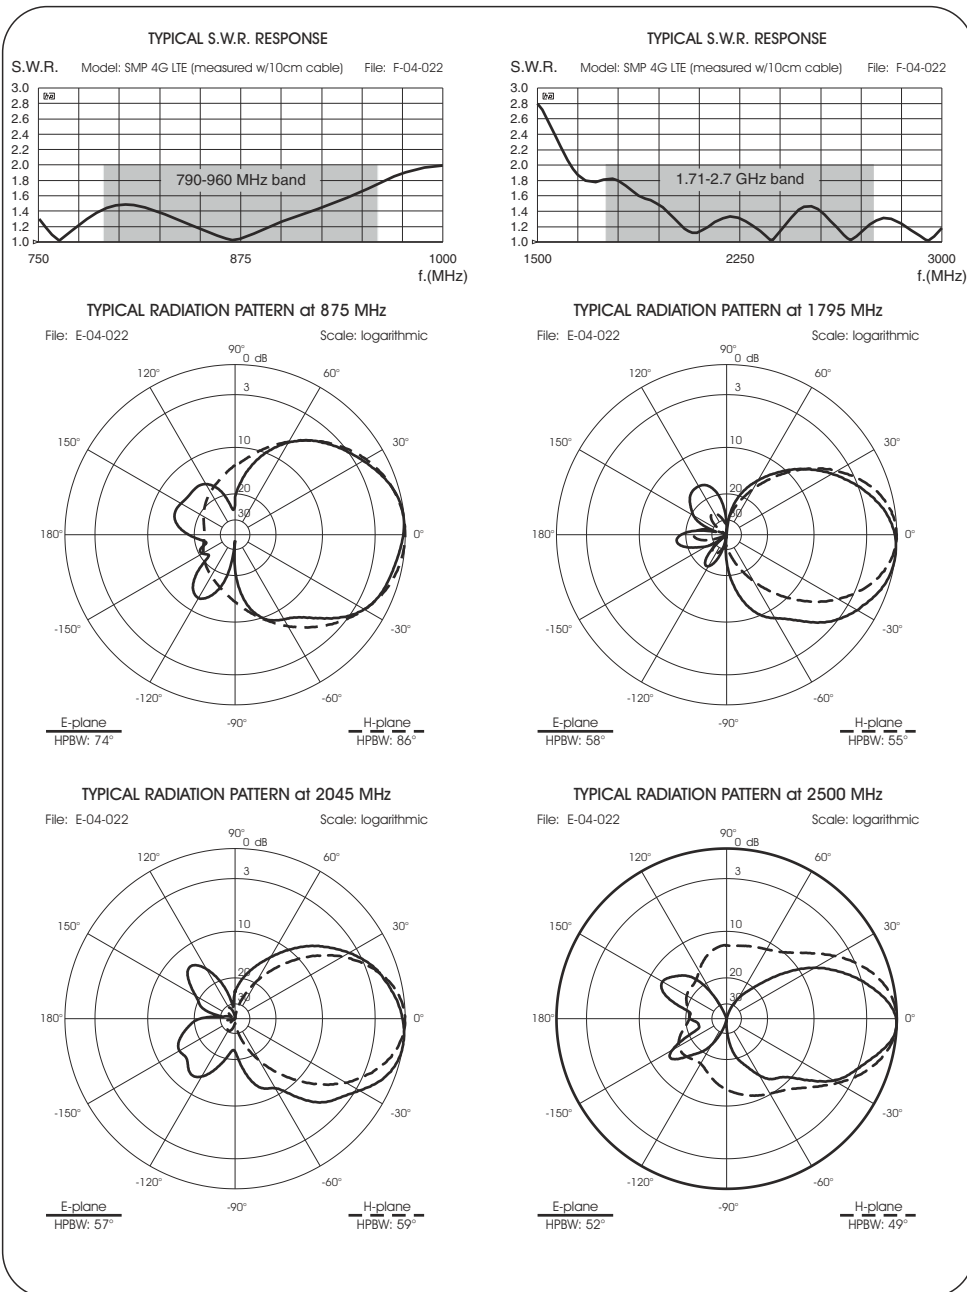 TYPICAL S.W.R. RESPONSE
S.W.R. Model: SMP 4G LTE (measured w/10cm cable) File: F-04-022
3.0
2.8
2.6
2.4
2.2
2.0
1.8
1.6
1.4
1.2
1.0
790-960 MHz band
750 875 1000
f.(MHz)
TYPICAL S.W.R. RESPONSE
S.W.R. Model: SMP 4G LTE (measured w/10cm cable) File: F-04-022
3.0
2.8
2.6
2.4
2.2
2.0
1.8
1.6
1.4
1.2
1.0
1.71-2.7 GHz band
1500 2250 3000
f.(MHz)
TYPICAL RADIATION PATTERN at 875 MHz
File: E-04-022 Scale: logarithmic
90°
0 dB
120° 60°
3
150° 30°
10
20
30
180° 0°
-150° -30°
-120° -60°
-90°
E-plane H-plane
HPBW: 74° HPBW: 86°
TYPICAL RADIATION PATTERN at 1795 MHz
File: E-04-022 Scale: logarithmic
90°
0 dB
120° 60°
3
150° 30°
10
20
30
180° 0°
-150° -30°
-120° -60°
-90°
E-plane H-plane
HPBW: 58° HPBW: 55°
TYPICAL RADIATION PATTERN at 2045 MHz
File: E-04-022 Scale: logarithmic
90°
0 dB
120° 60°
3
150° 30°
10
20
30
180° 0°
-150° -30°
-120° -60°
-90°
E-plane H-plane
HPBW: 57° HPBW: 59°
TYPICAL RADIATION PATTERN at 2500 MHz
File: E-04-022 Scale: logarithmic
90°
0 dB
120° 60°
3
150° 30°
10
20
30
180° 0°
-150° -30°
-120° -60°
-90°
E-plane H-plane
HPBW: 52° HPBW: 49°